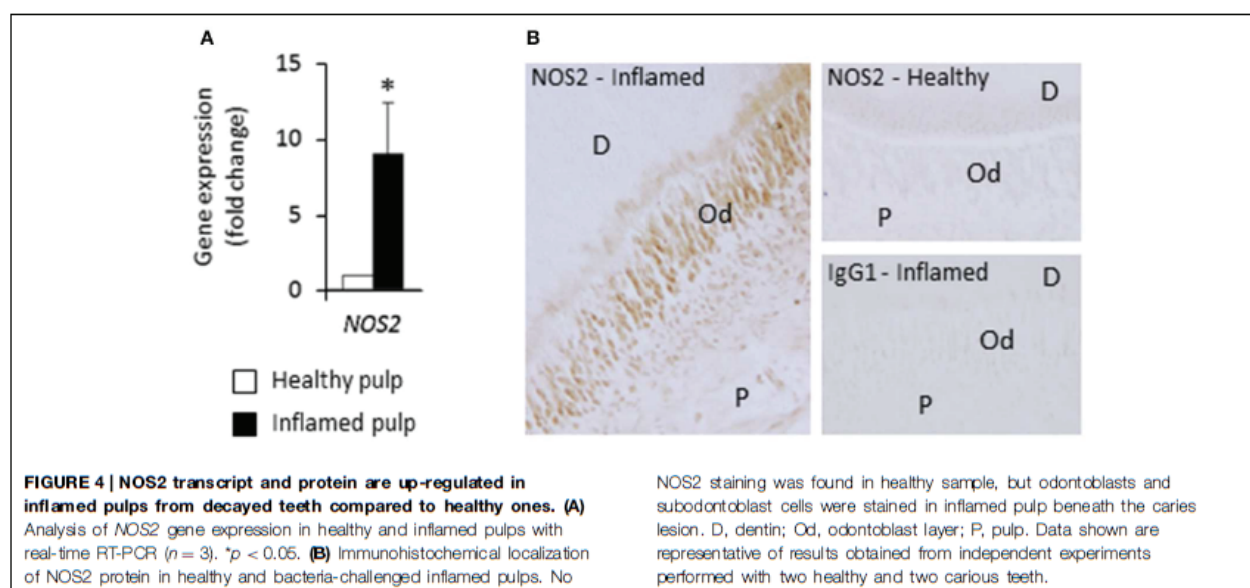 A
B
15
10
5
0
Gene expression
(fold change)
*
NOS2
Healthy pulp
Inflamed pulp
NOS2 - Inflamed
D
Od
P
NOS2 - Healthy
D
Od
P
IgG1 - Inflamed
D
Od
P
FIGURE 4 | NOS2 transcript and protein are up-regulated in
inflamed pulps from decayed teeth compared to healthy ones. (A)
Analysis of NOS2 gene expression in healthy and inflamed pulps with
real-time RT-PCR (n = 3). *p < 0.05. (B) Immunohistochemical localization
of NOS2 protein in healthy and bacteria-challenged inflamed pulps. No
NOS2 staining was found in healthy sample, but odontoblasts and
subodontoblast cells were stained in inflamed pulp beneath the caries
lesion. D, dentin; Od, odontoblast layer; P, pulp. Data shown are
representative of results obtained from independent experiments
performed with two healthy and two carious teeth.